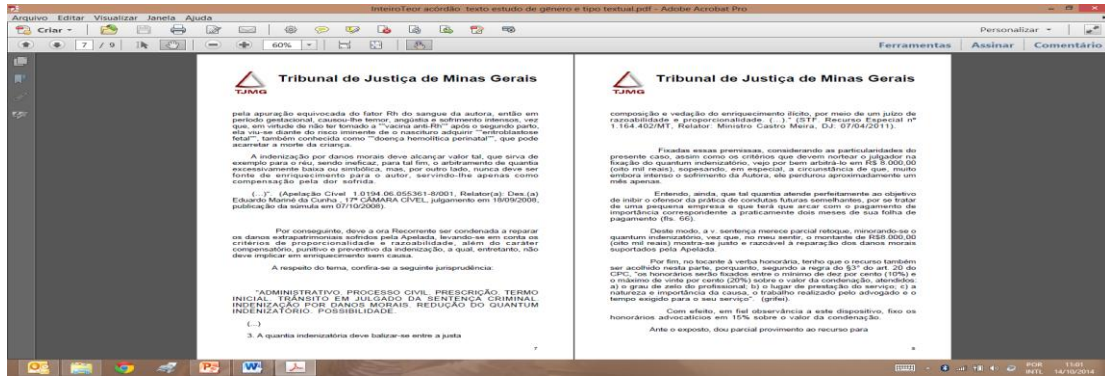 InteiroTeor acórdão texto estudo de gênero e tipo textual.pdf - Adobe Acrobat Pro
Arquivo Editar Visualizar Janela Ajuda
Criar
Personalizar
7 / 9
60%
Ferramentas Assinar Comentário
Tribunal de Justiça de Minas Gerais
TJMG
pela apuração equivocada do fator Rh do sangue da autora, então em
período gestacional, causou-lhe temor, angústia e sofrimento intensos, vez
que, em virtude de não ter tomado a ""vacina anti-Rh"" após o segundo parto,
ela viu-se diante do risco iminente de o nascituro adquirir ""eritroblastose
fetal"", também conhecida como ""doença hemolítica perinatal"", que pode
acarretar a morte da criança.
A indenização por danos morais deve alcançar valor tal, que sirva de
exemplo para o réu, sendo ineficaz, para tal fim, o arbitramento de quantia
excessivamente baixa ou simbólica, mas, por outro lado, nunca deve ser
fonte de enriquecimento para o autor, servindo-lhe apenas como
compensação pela dor sofrida.
(...)". (Apelação Cível 1.0194.06.055361-8/001, Relator(a): Des.(a)
Eduardo Mariné da Cunha , 17ª CÂMARA CÍVEL, julgamento em 18/09/2008,
publicação da súmula em 07/10/2008).
Por conseguinte, deve a ora Recorrente ser condenada a reparar
os danos extrapatrimoniais sofridos pela Apelada, levando-se em conta os
critérios de proporcionalidade e razoabilidade, além do caráter
compensatório, punitivo e preventivo da indenização, a qual, entretanto, não
deve implicar em enriquecimento sem causa.
A respeito do tema, confira-se a seguinte jurisprudência:
"ADMINISTRATIVO. PROCESSO CIVIL. PRESCRIÇÃO. TERMO
INICIAL. TRÂNSITO EM JULGADO DA SENTENÇA CRIMINAL.
INDENIZAÇÃO POR DANOS MORAIS. REDUÇÃO DO QUANTUM
INDENIZATÓRIO. POSSIBILIDADE.
(...)
3. A quantia indenizatória deve balizar-se entre a justa
7
Tribunal de Justiça de Minas Gerais
TJMG
composição e vedação do enriquecimento ilícito, por meio de um juízo de
razoabilidade e proporcionalidade. (...)." (STF. Recurso Especial nº
1.164.402/MT, Relator: Ministro Castro Meira, DJ: 07/04/2011).
Fixadas essas premissas, considerando as particularidades do
presente caso, assim como os critérios que devem nortear o julgador na
fixação do quantum indenizatório, vejo por bem arbitrá-lo em R$ 8.000,00
(oito mil reais), sopesando, em especial, a circunstância de que, muito
embora intenso o sofrimento da Autora, ele perdurou aproximadamente um
mês apenas.
Entendo, ainda, que tal quantia atende perfeitamente ao objetivo
de inibir o ofensor da prática de condutas futuras semelhantes, por se tratar
de uma pequena empresa e que terá que arcar com o pagamento de
importância correspondente a praticamente dois meses de sua folha de
pagamento (fls. 66).
Deste modo, a v. sentença merece parcial retoque, minorando-se o
quantum indenizatório, vez que, no meu sentir, o montante de R$8.000,00
(oito mil reais) mostra-se justo e razoável à reparação dos danos morais
suportados pela Apelada.
Por fim, no tocante à verba honorária, tenho que o recurso também
ser acolhido nesta parte, porquanto, segundo a regra do §3º do art. 20 do
CPC, "os honorários serão fixados entre o mínimo de dez por cento (10%) e
o máximo de vinte por cento (20%) sobre o valor da condenação, atendidos:
a) o grau de zelo do profissional; b) o lugar de prestação do serviço; c) a
natureza e importância da causa, o trabalho realizado pelo advogado e o
tempo exigido para o seu serviço". (grifei).
Com efeito, em fiel observância a este dispositivo, fixo os
honorários advocatícios em 15% sobre o valor da condenação.
Ante o exposto, dou parcial provimento ao recurso para
8
POR 11:01
INTL 14/10/2014